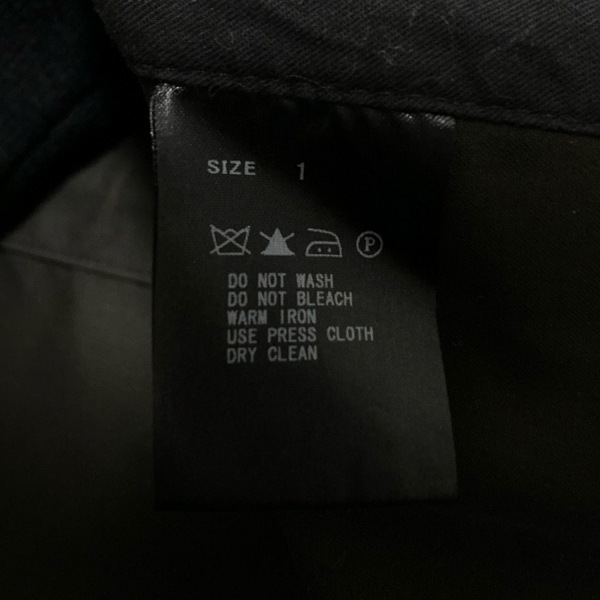 SIZE 1
P
DO NOT WASH
DO NOT BLEACH
WARM IRON
USE PRESS CLOTH
DRY CLEAN